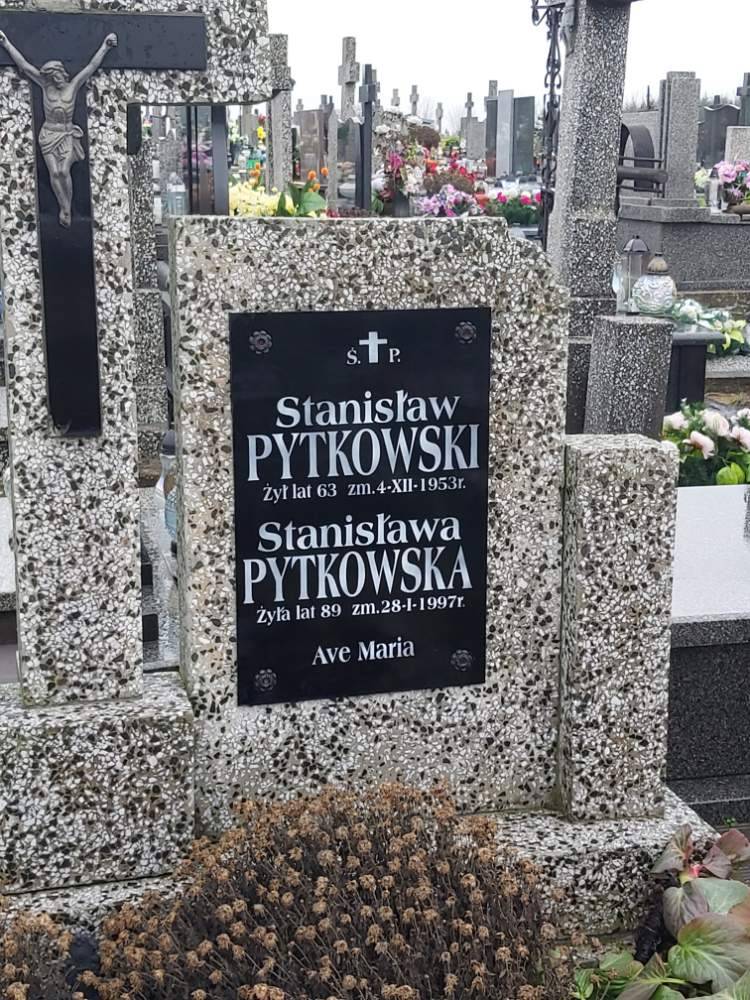 Ś. P.
Stanisław
PYTKOWSKI
Żył lat 63 zm.4-XII-1953r.
Stanisława
PYTKOWSKA
Żyła lat 89 zm.28-I-1997r.
Ave Maria